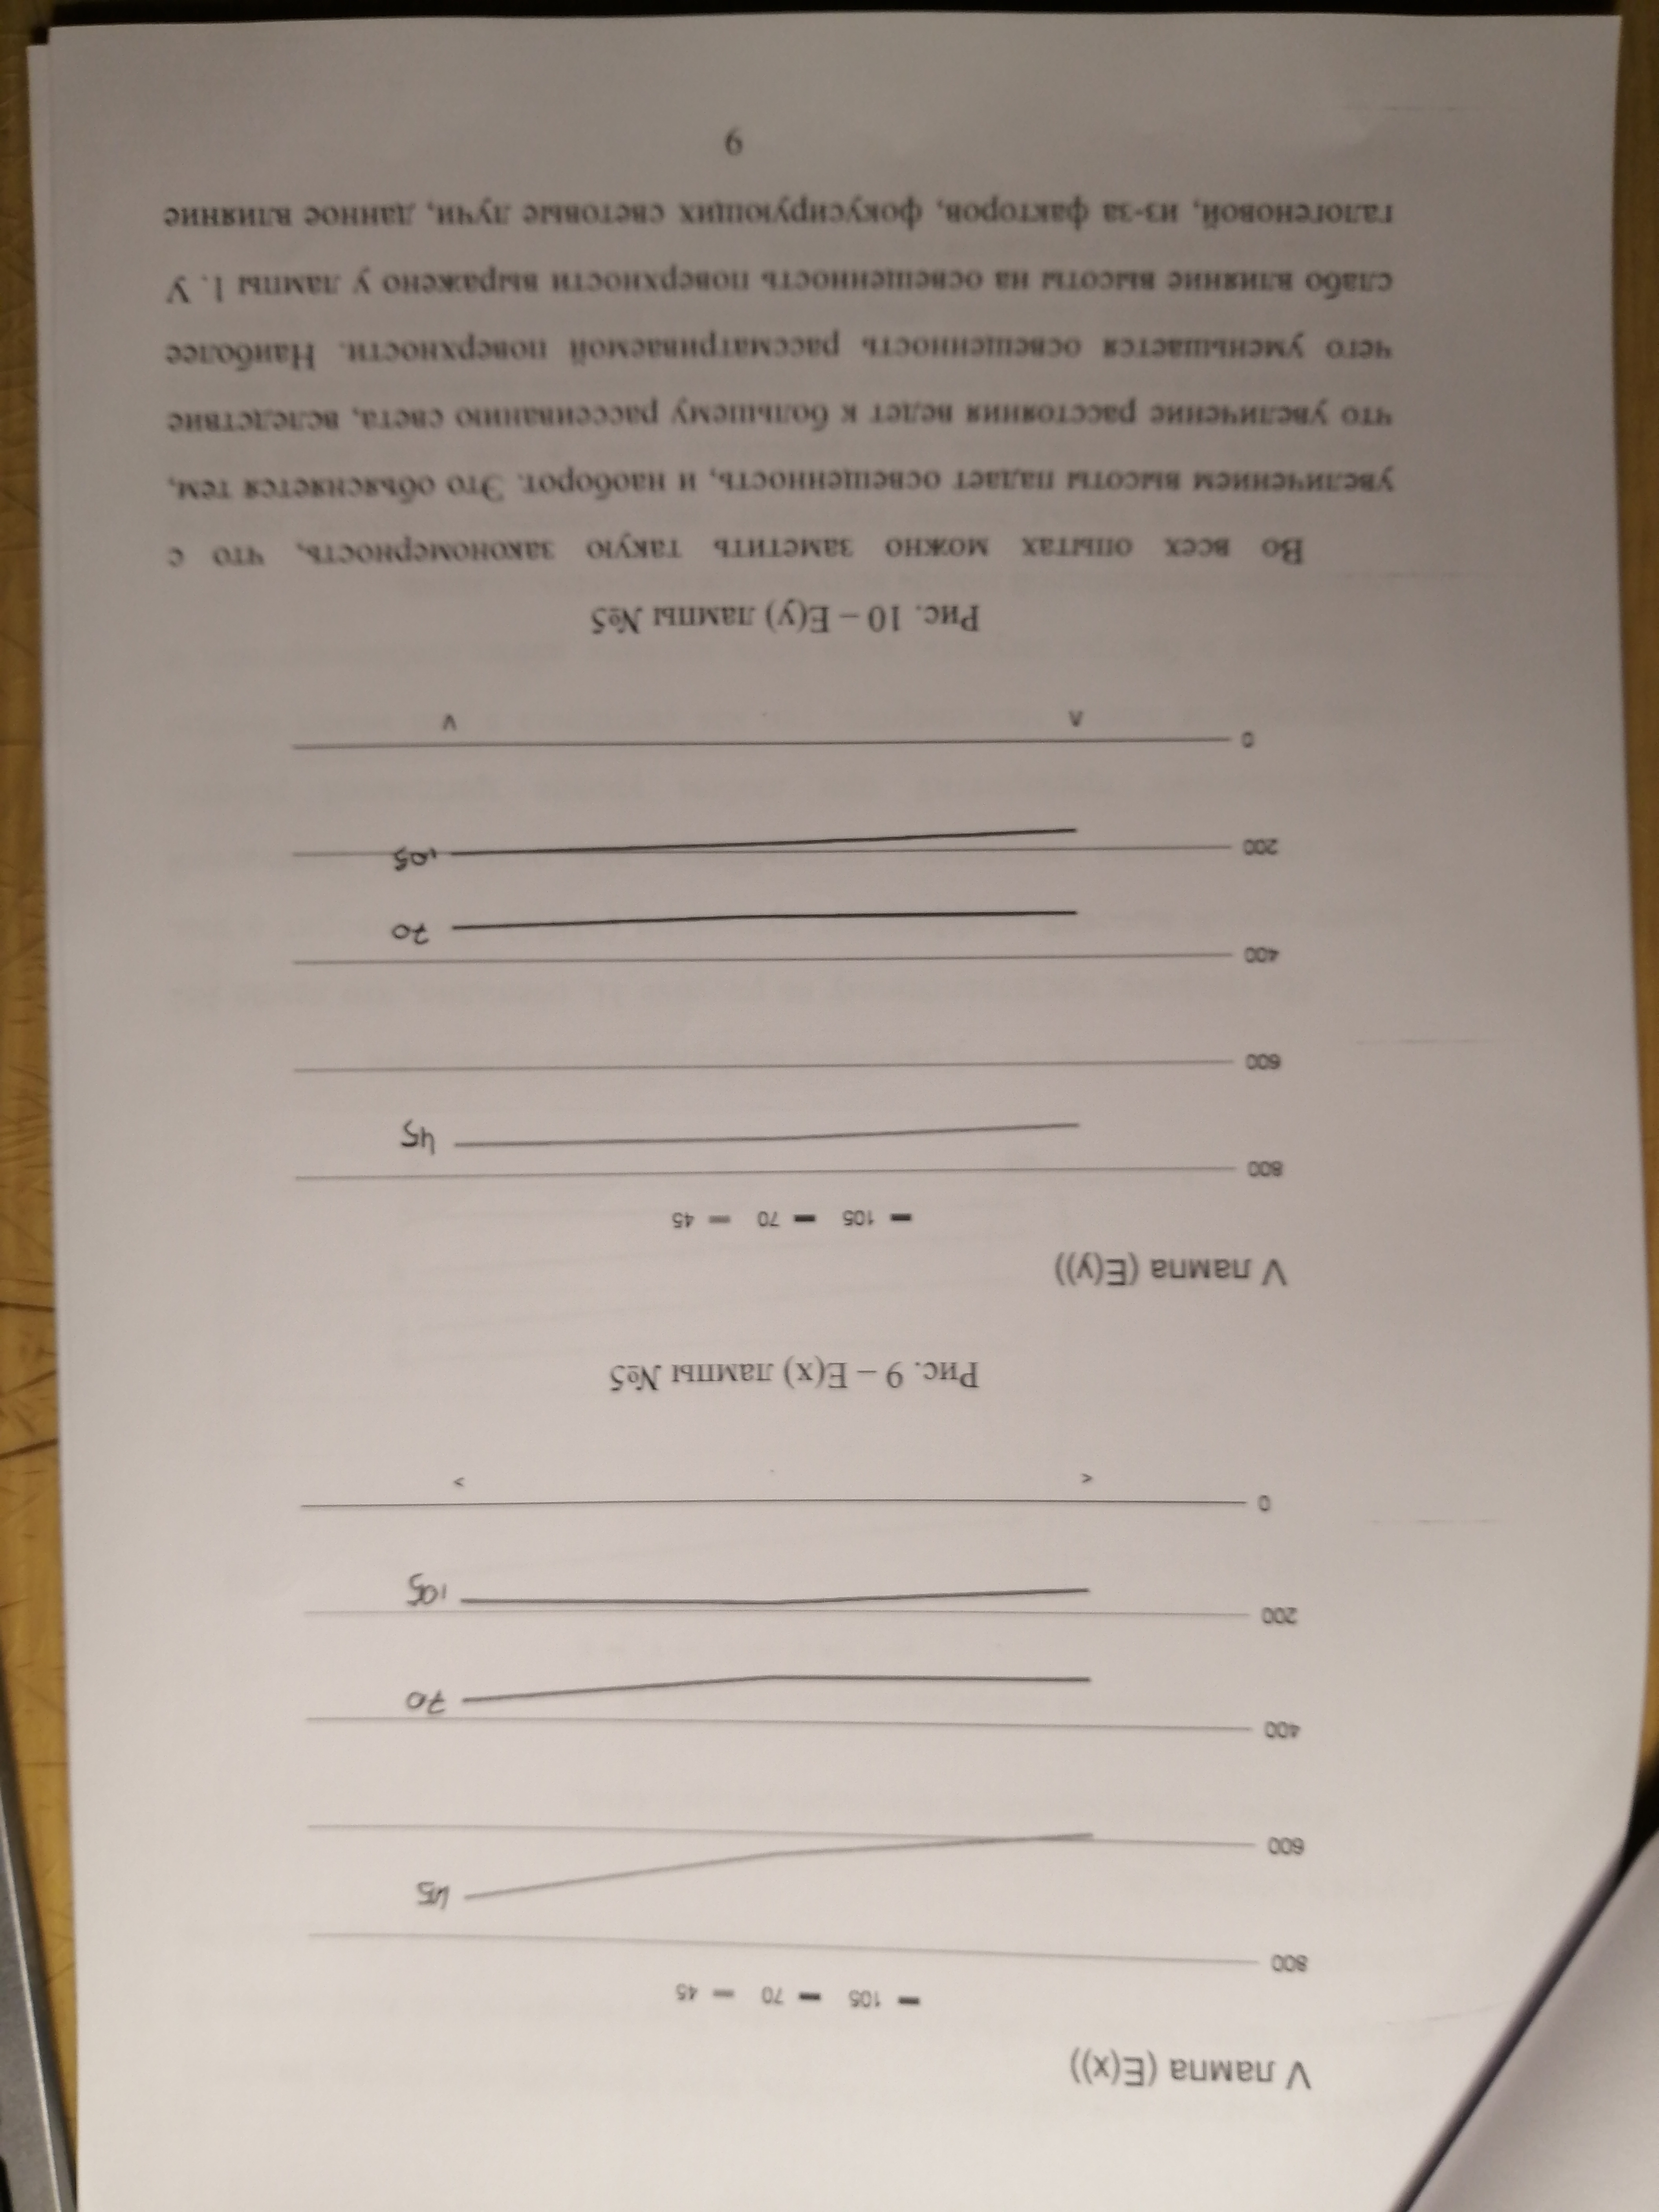 V лампа (E(x))
105 70 45
800
45
600
400
70
200
105
0
< >
Рис. 9 – E(x) лампы №5
V лампа (E(y))
105 70 45
800
45
600
400
70
200
105
0
Λ V
Рис. 10 – E(y) лампы №5
Во всех опытах можно заметить такую закономерность, что с
увеличением высоты падает освещенность, и наоборот. Это объясняется тем,
что увеличение расстояния ведет к большему рассеиванию света, вследствие
чего уменьшается освещенность рассматриваемой поверхности. Наиболее
слабо влияние высоты на освещенность поверхности выражено у лампы 1. У
галогеновой, из-за факторов, фокусирующих световые лучи, данное влияние
9